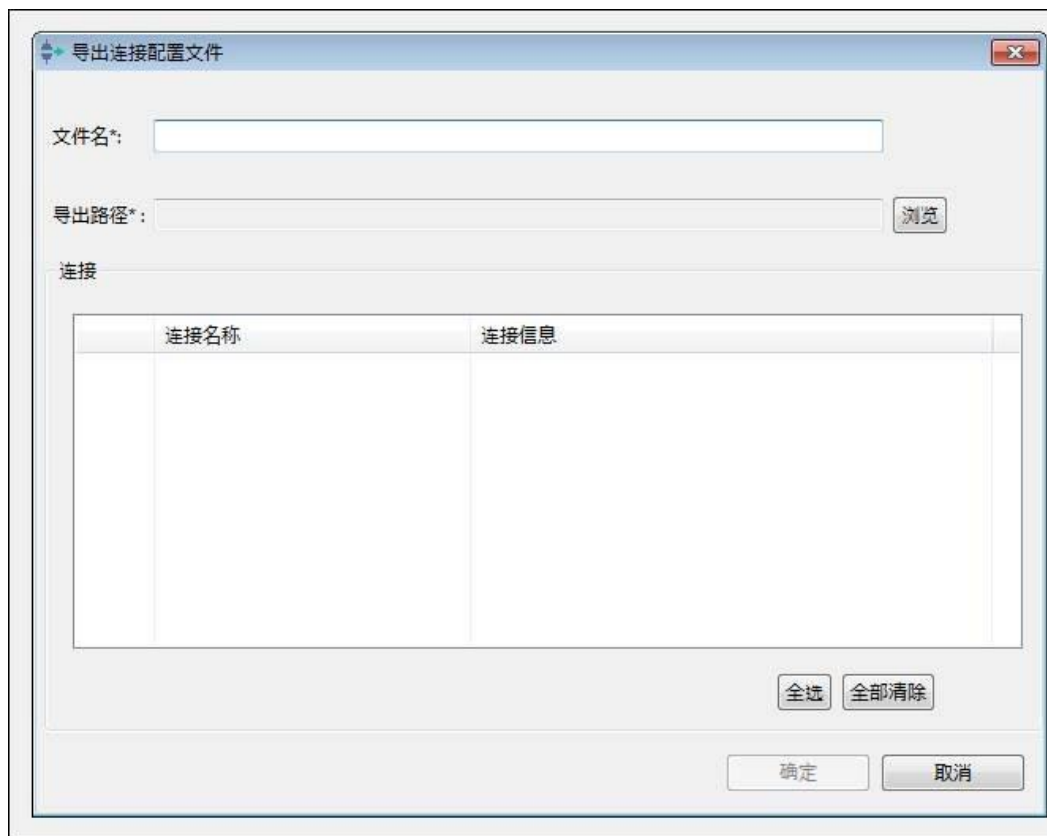 导出连接配置文件
文件名*:
导出路径*: 浏览
连接
连接名称 连接信息
全选 全部清除
确定 取消